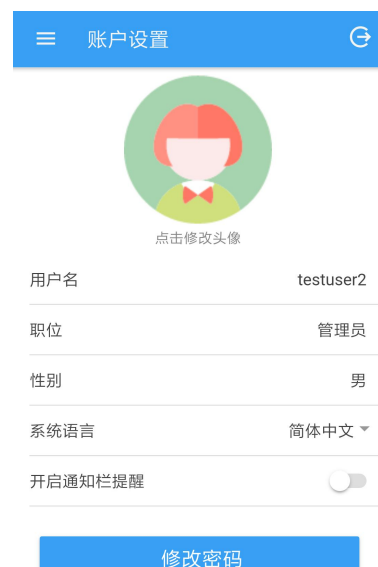 账户设置
点击修改头像
用户名 testuser2
职位 管理员
性别 男
系统语言 简体中文
开启通知栏提醒
修改密码